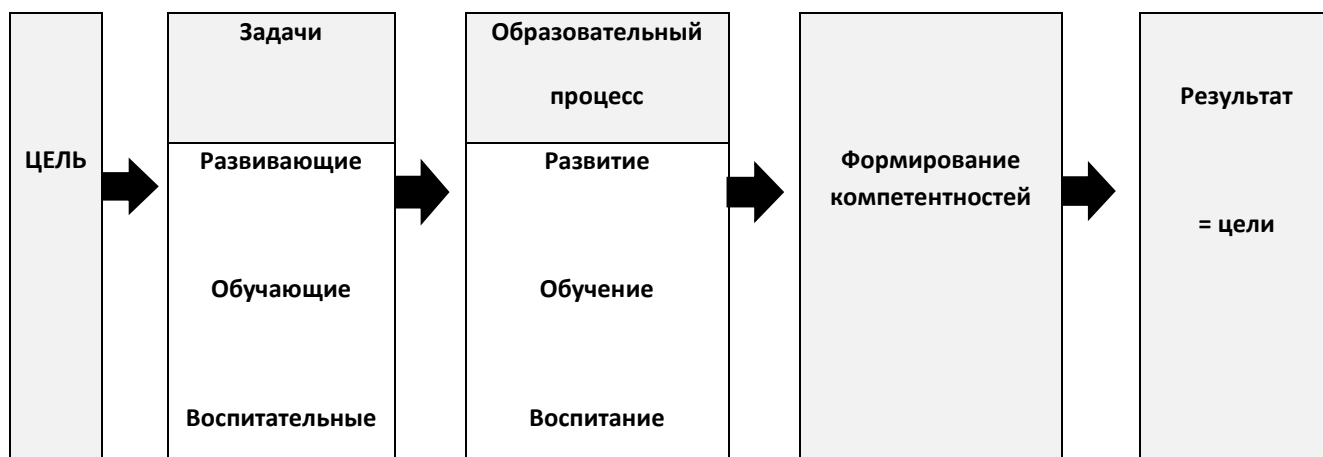 ЦЕЛЬ
Задачи
Развивающие
Обучающие
Воспитательные
Образовательный
процесс
Развитие
Обучение
Воспитание
Формирование
компетентностей
Результат
= цели